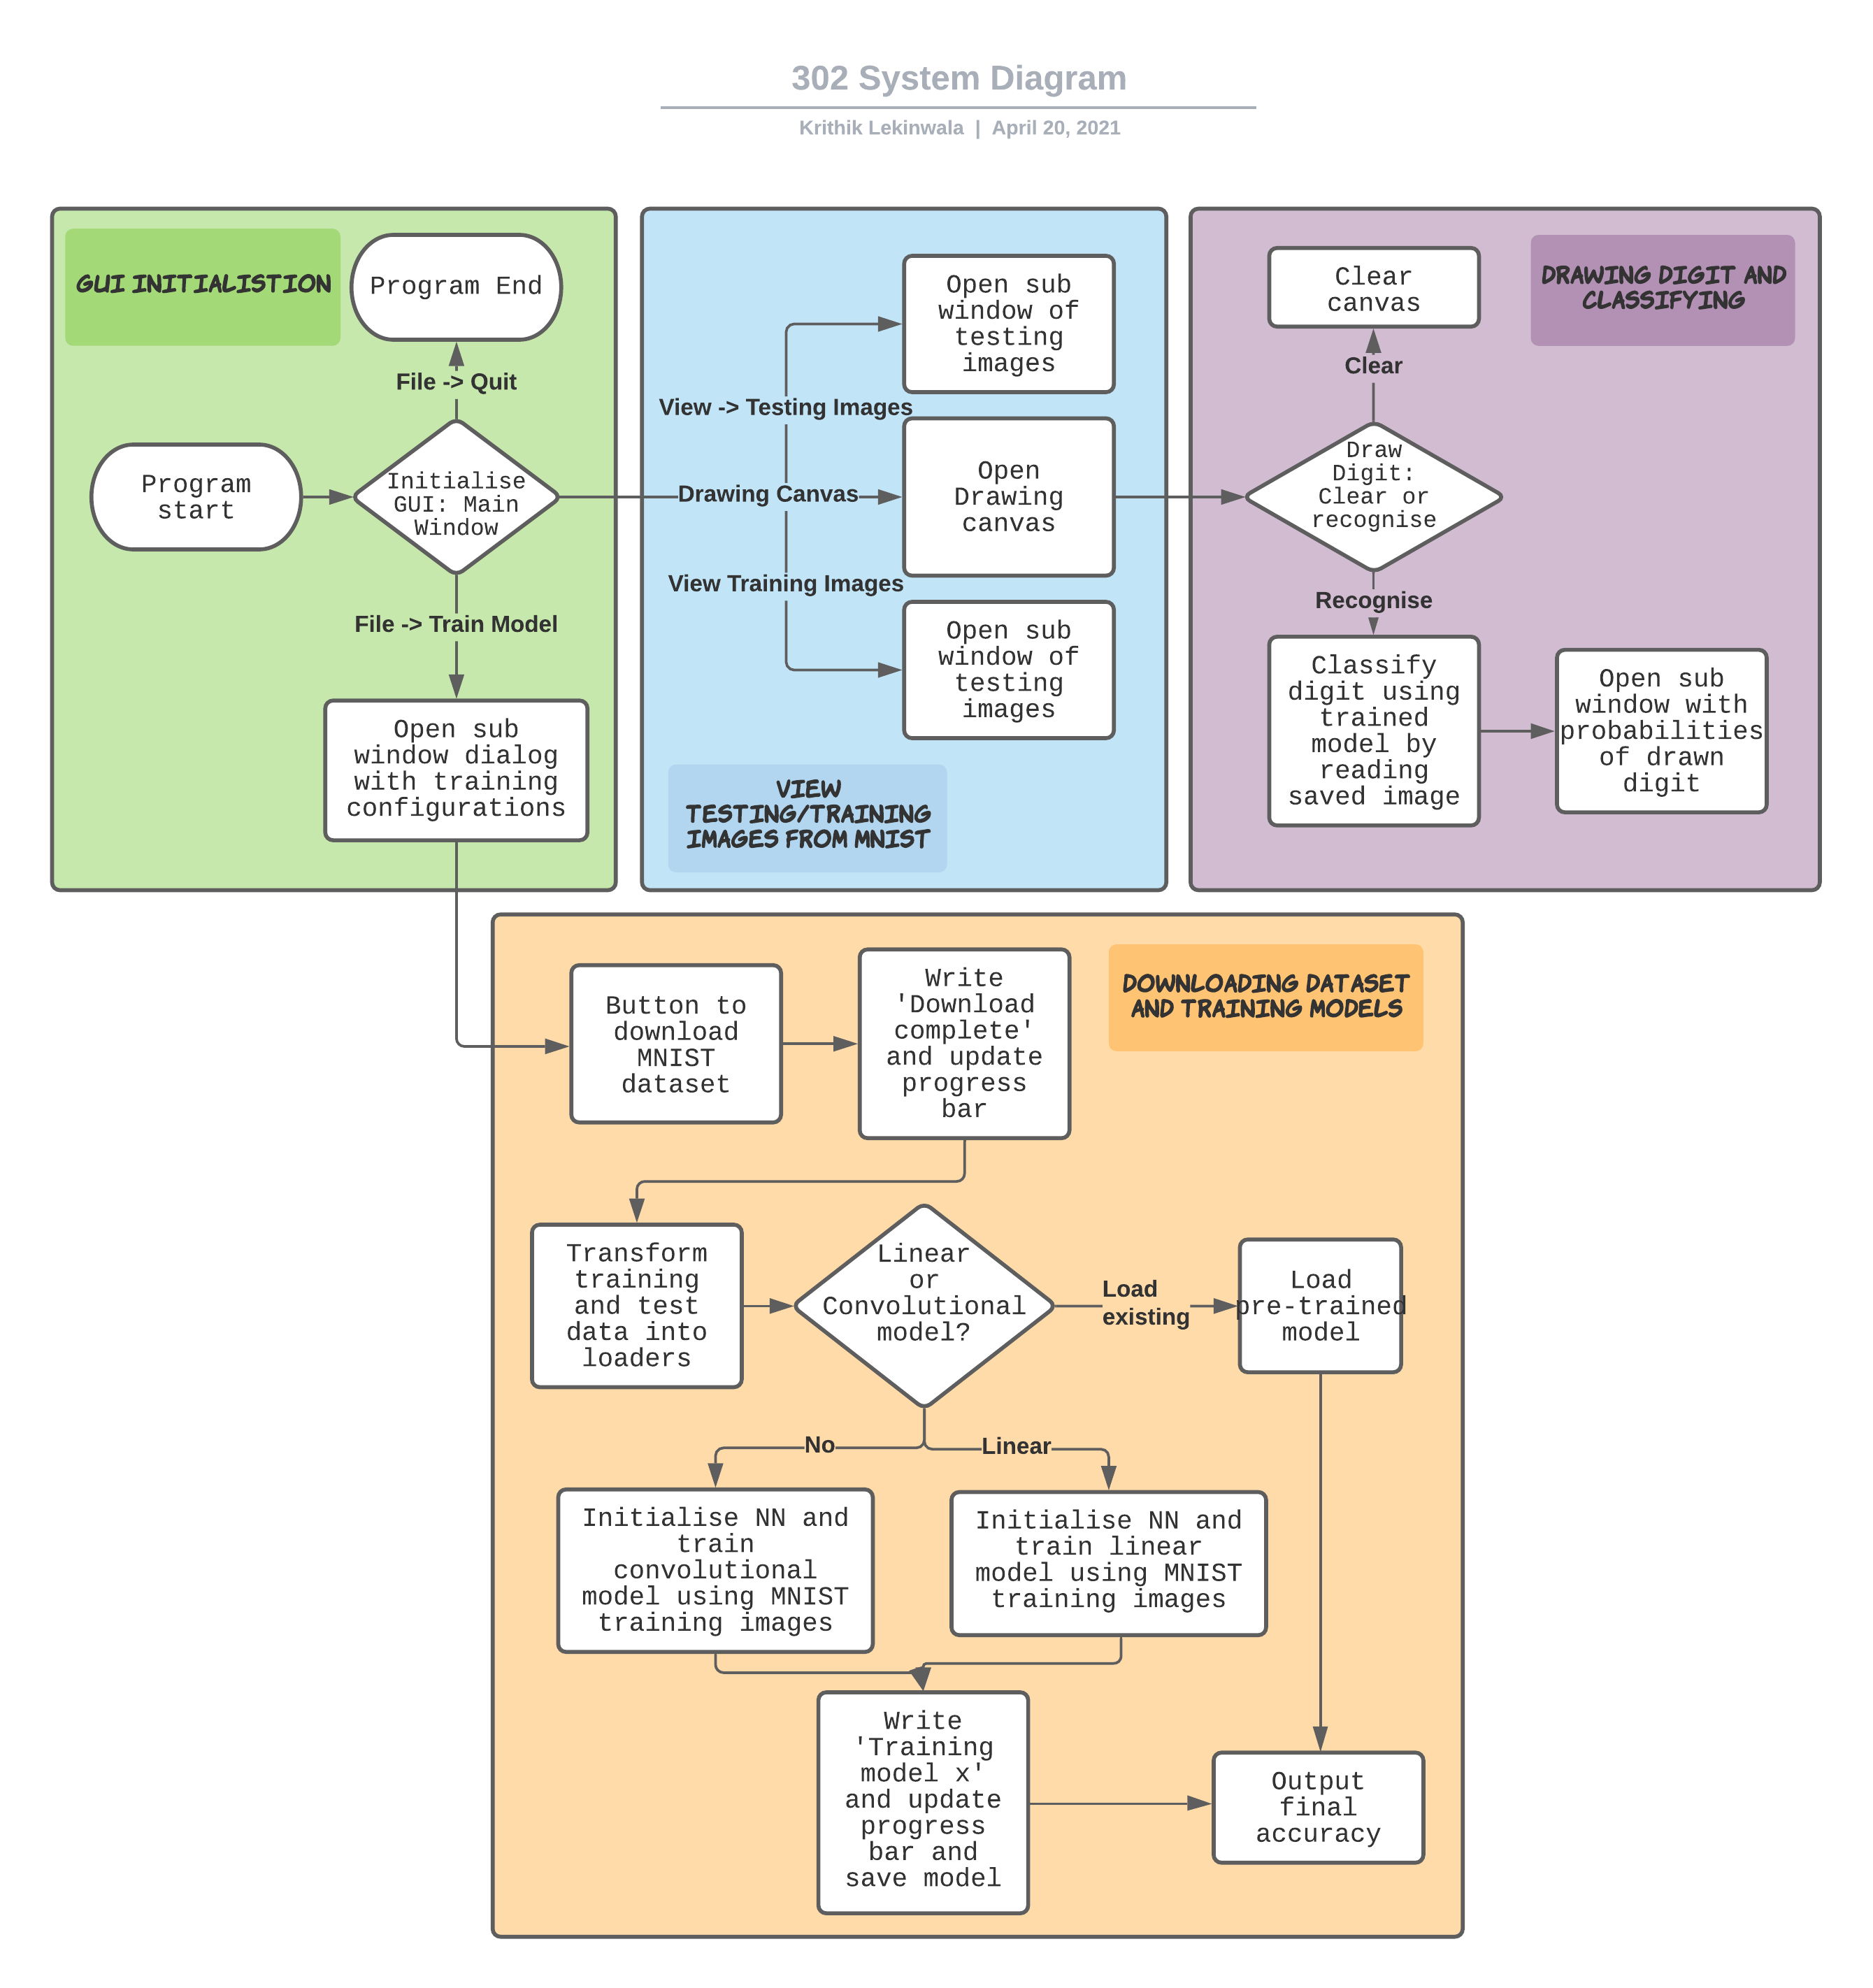 302 System Diagram
Krithik Lekinwala | April 20, 2021
GUI INITIALISTION
Program End
File -> Quit
Program
start
Initialise
GUI: Main
Window
File -> Train Model
Open sub
window dialog
with training
configurations
Open sub
window of
testing
images
View -> Testing Images
Drawing Canvas
Open
Drawing
canvas
View Training Images
Open sub
window of
testing
images
VIEW
TESTING/TRAINING
IMAGES FROM MNIST
Clear
canvas
DRAWING DIGIT AND
CLASSIFYING
Clear
Draw
Digit:
Clear or
recognise
Recognise
Classify
digit using
trained
model by
reading
saved image
Open sub
window with
probabilities
of drawn
digit
Button to
download
MNIST
dataset
Write
'Download
complete'
and update
progress
bar
DOWNLOADING DATASET
AND TRAINING MODELS
Transform
training
and test
data into
loaders
Linear
or
Convolutional
model?
Load
existing
Load
pre-trained
model
No
Linear
Initialise NN and
train
convolutional
model using MNIST
training images
Initialise NN and
train linear
model using MNIST
training images
Write
'Training
model x'
and update
progress
bar and
save model
Output
final
accuracy